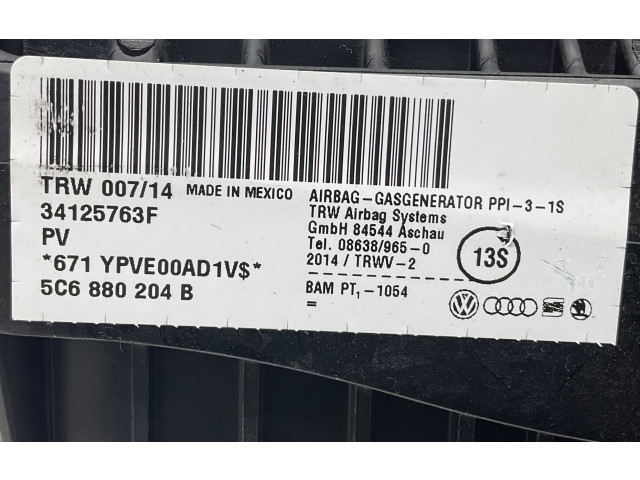 TRW 007/14 MADE IN MEXICO
34125763F
PV
*671 YPVE00AD1V$*
5C6 880 204 B
AIRBAG-GASGENERATOR PPI-3-1S
TRW Airbag Systems
GmbH 84544 Aschau
Tel. 08638/965-0
2014 / TRWV-2
13S
BAM PT₁-1054
=